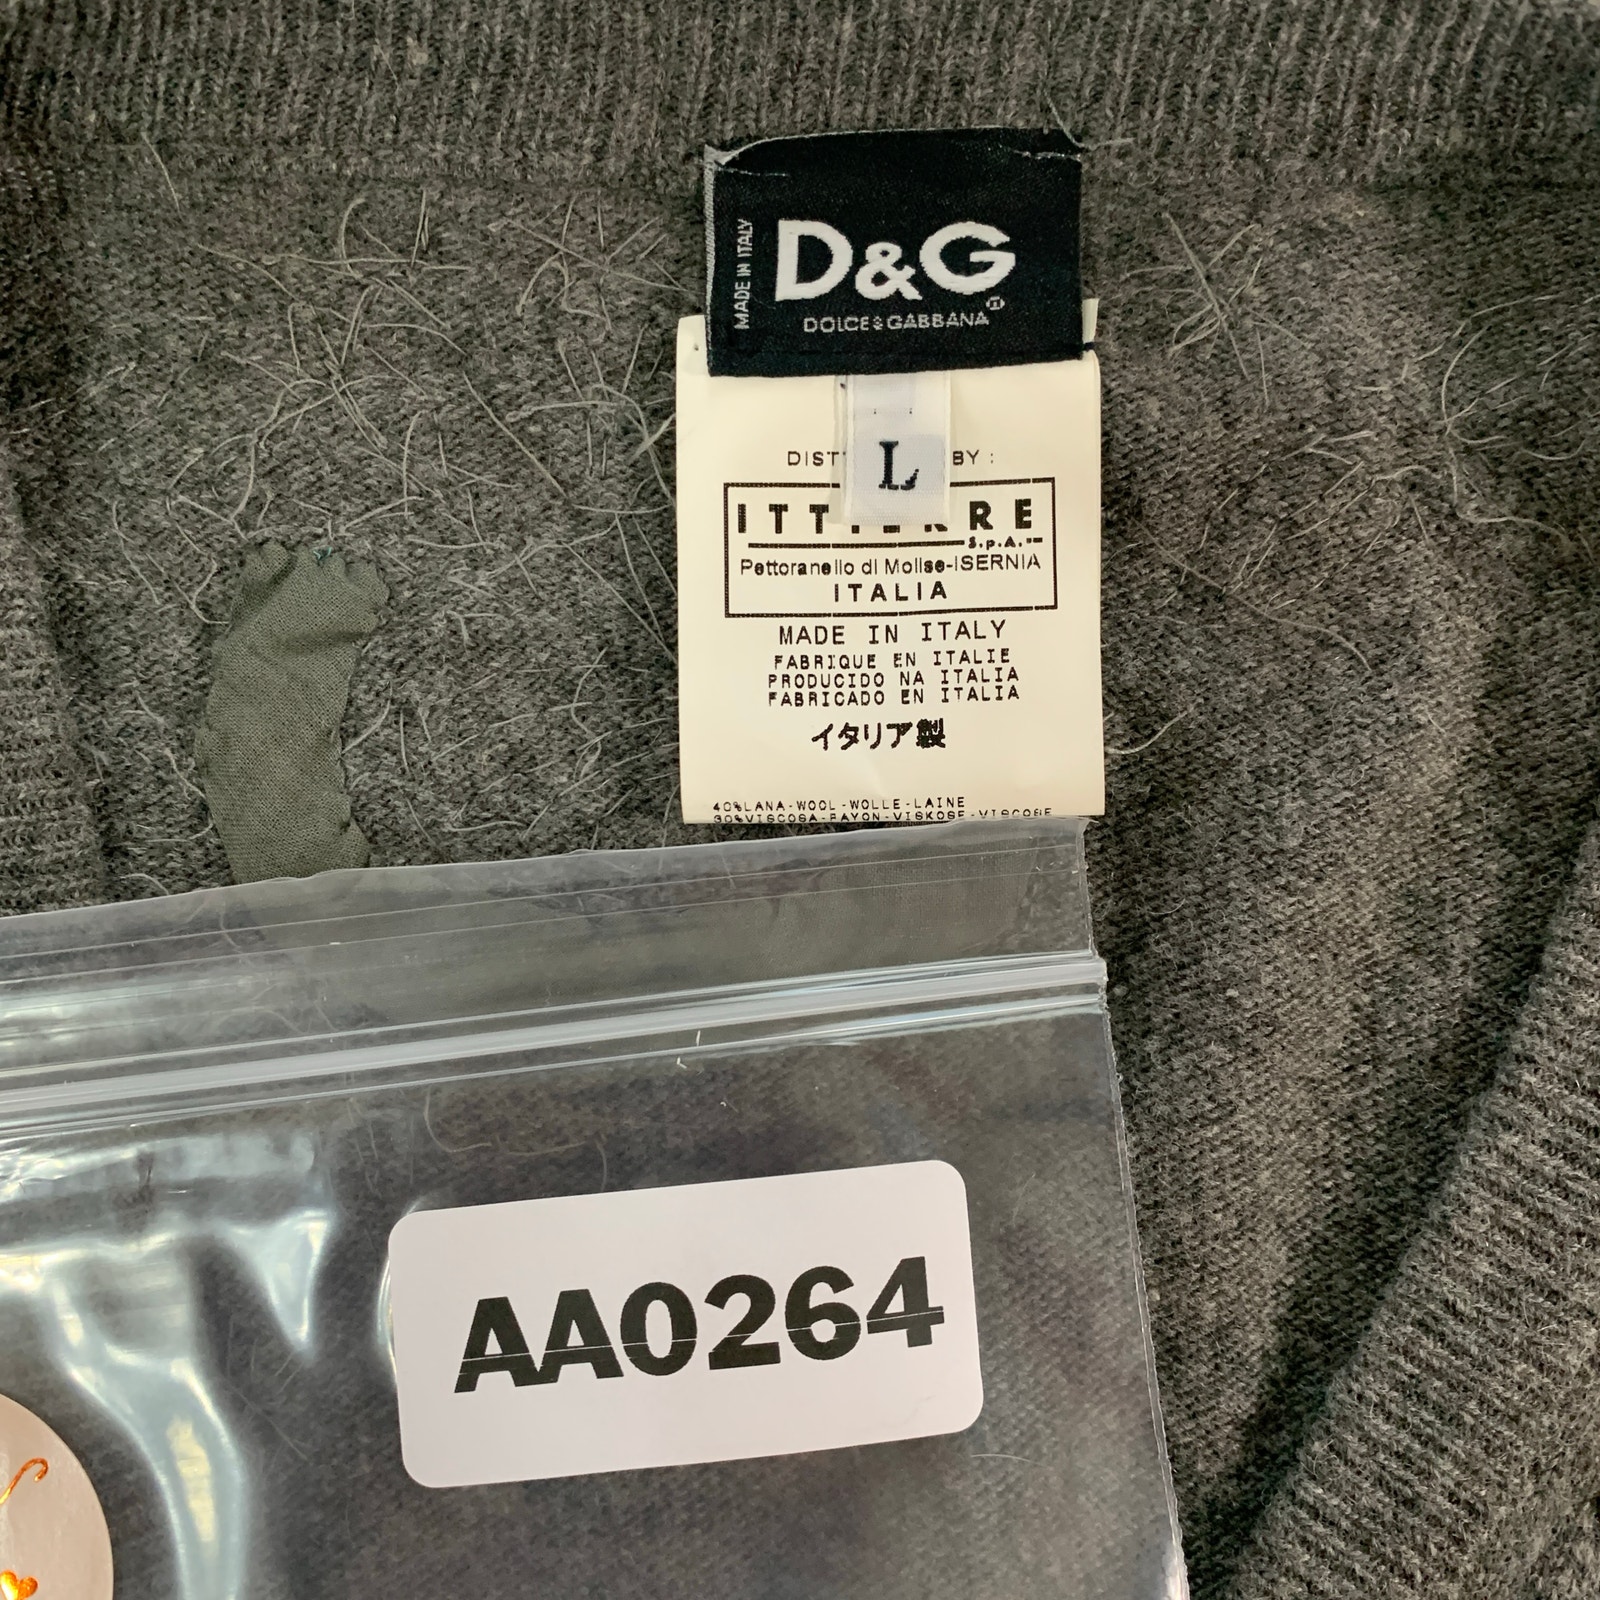 MADE IN ITALY
D&G
DOLCE & GABBANA
L
BY :
S.p.A.
Pettoranello di Molise-ISERNIA
ITALIA
MADE IN ITALY
FABRIQUE EN ITALIE
PRODUCIDO NA ITALIA
FABRICADO EN ITALIA
イタリア製
40%LANA-WOOL-WOLLE-LAINE
30%VISCOSA-RAYON-VISKOSE-VISCOSE
AA0264